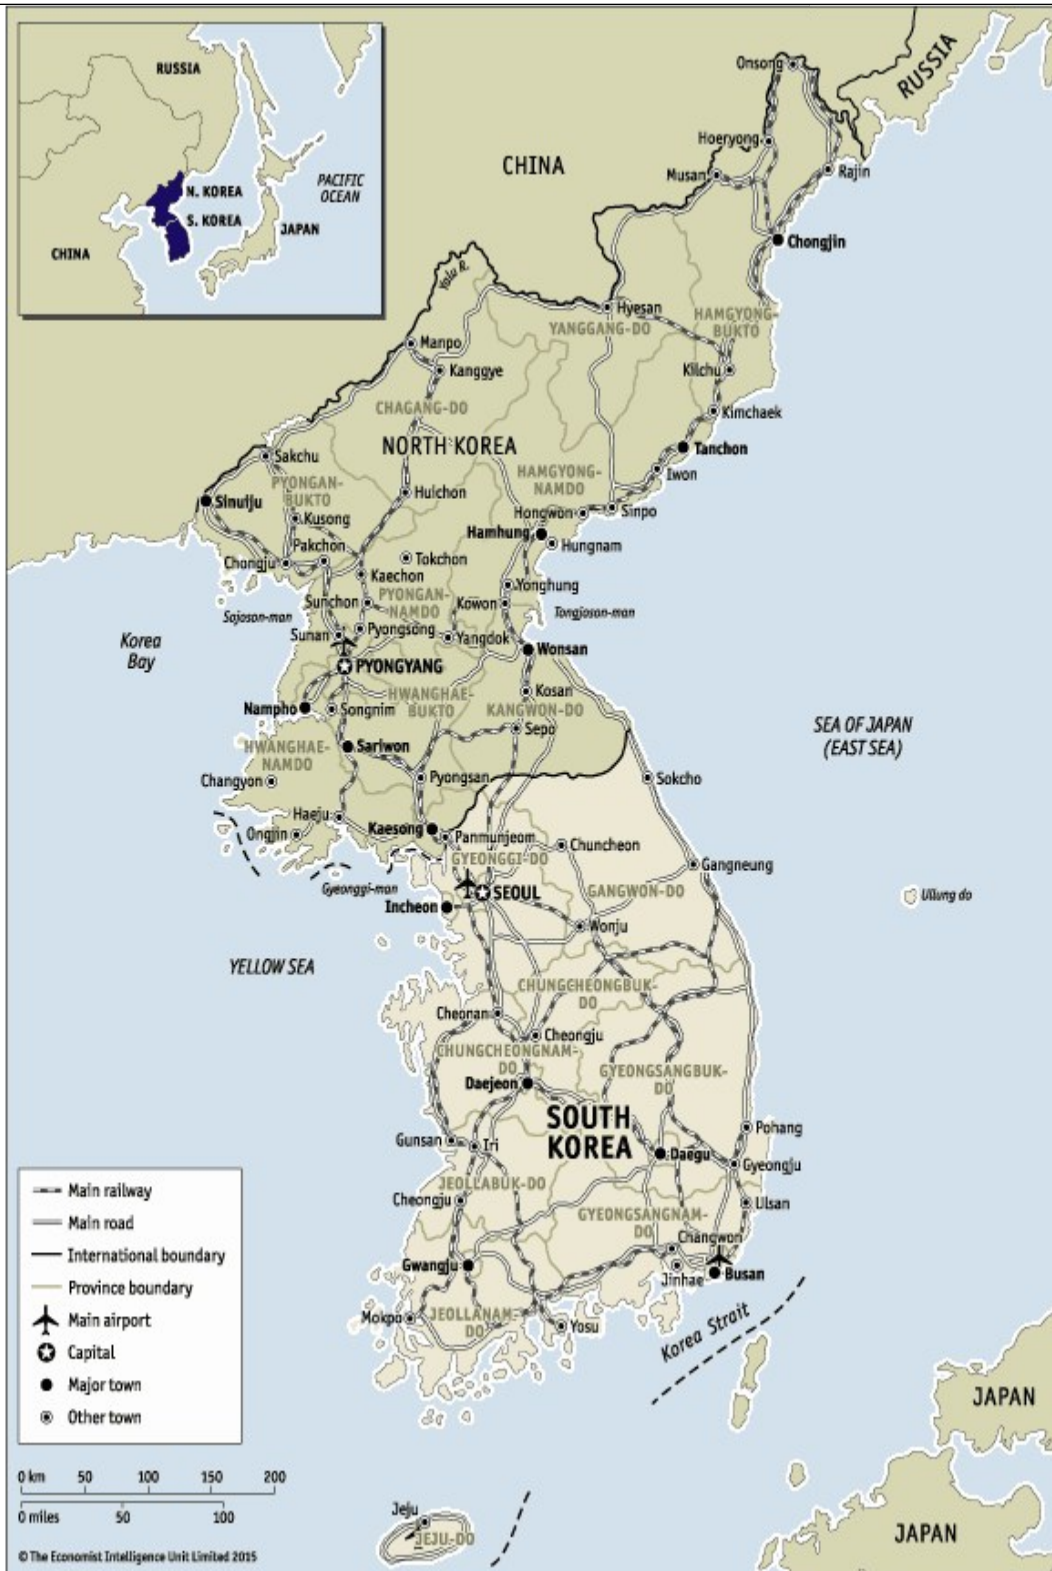 RUSSIA
N. KOREA
S. KOREA
PACIFIC
OCEAN
JAPAN
CHINA
Onsong
RUSSIA
Hoeryong
CHINA
Musan
Rajin
Chongjin
Yalu R.
Hyesan
YANGGANG-DO
HAMGYONG-
BUKTO
Manpo
Kanggye
Kilchu
CHAGANG-DO
Kimchaek
NORTH KOREA
Tanchon
Sakchu
Iwon
PYONGAN-
BUKTO
HAMGYONG-
NAMDO
Hulchon
Sinuiju
Kusong
Hongwon
Sinpo
Hamhung
Hungnam
Pakchon
Chongju
Tokchon
Kaechon
Yonghung
PYONGAN-
NAMDO
Sunchon
Kowon
Sojoson-man
Tongjoson-man
Sunan
Pyongsong
Yangdok
Korea
Bay
Wonsan
PYONGYANG
HWANGHAE-
BUKTO
Kosan
KANGWON-DO
Nampho
Songnim
Sepo
SEA OF JAPAN
(EAST SEA)
HWANGHAE-
NAMDO
Sariwon
Changyon
Pyongsan
Sokcho
Haeju
Ongjin
Kaesong
Panmunjeom
Chuncheon
GYEONGGI-DO
Gangneung
Gyeonggi-man
SEOUL
GANGWON-DO
Ullung do
Incheon
Wonju
YELLOW SEA
CHUNGCHEONGBUK-
DO
Cheonan
Cheongju
CHUNGCHEONGNAM-
DO
GYEONGSANGBUK-
DO
Daejeon
SOUTH
KOREA
Pohang
Gunsan
Iri
Daegu
Gyeongju
JEOLLABUK-DO
Cheongju
Ulsan
GYEONGSANGNAM-
DO
Changwon
Gwangju
Jinhae
Busan
Mokpo
JEOLLANAM-
DO
Yosu
Korea Strait
JAPAN
JAPAN
Jeju
JEJU-DO
Main railway
Main road
International boundary
Province boundary
Main airport
Capital
Major town
Other town
0 km 50 100 150 200
0 miles 50 100
© The Economist Intelligence Unit Limited 2015